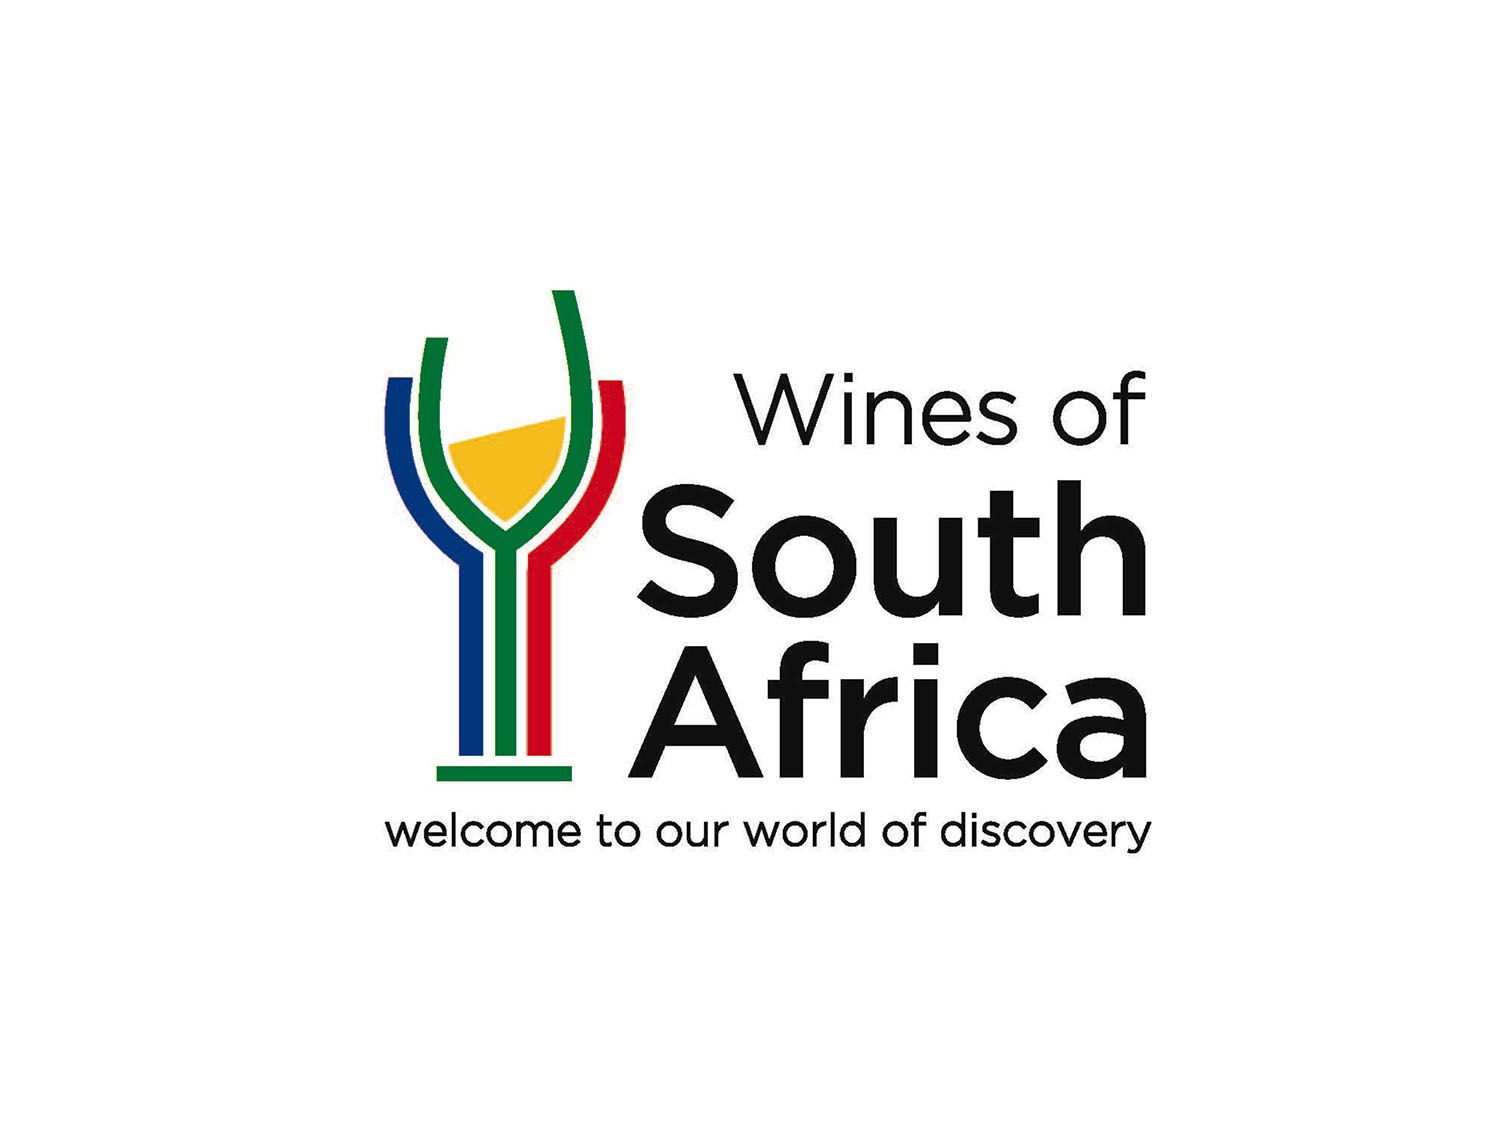 Wines of
South
Africa
welcome to our world of discovery